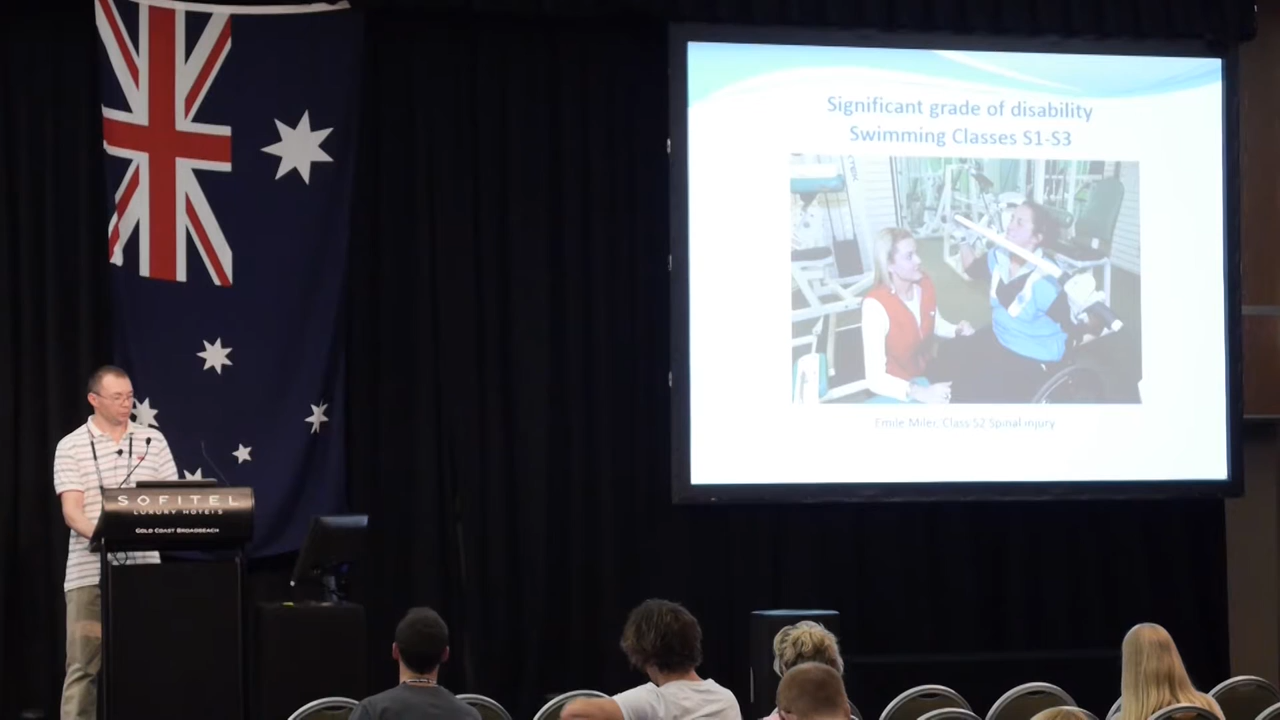 Significant grade of disability
Swimming Classes S1-S3
Emile Miler, Class S2 Spinal injury
SOFITEL
LUXURY HOTELS
GOLD COAST BROADBEACH